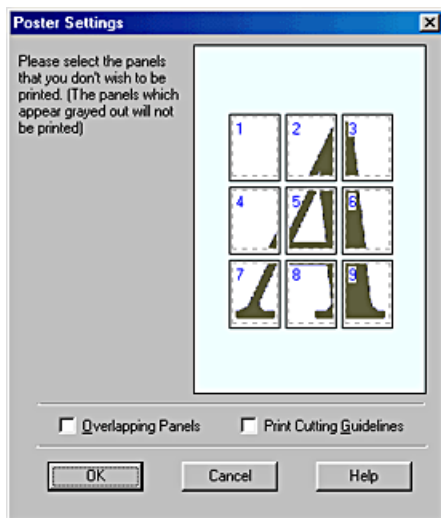 Poster Settings
Please select the panels
that you don't wish to be
printed. (The panels which
appear grayed out will not
be printed)
1 2 3
4 5 6
7 8 9
Overlapping Panels Print Cutting Guidelines
OK Cancel Help